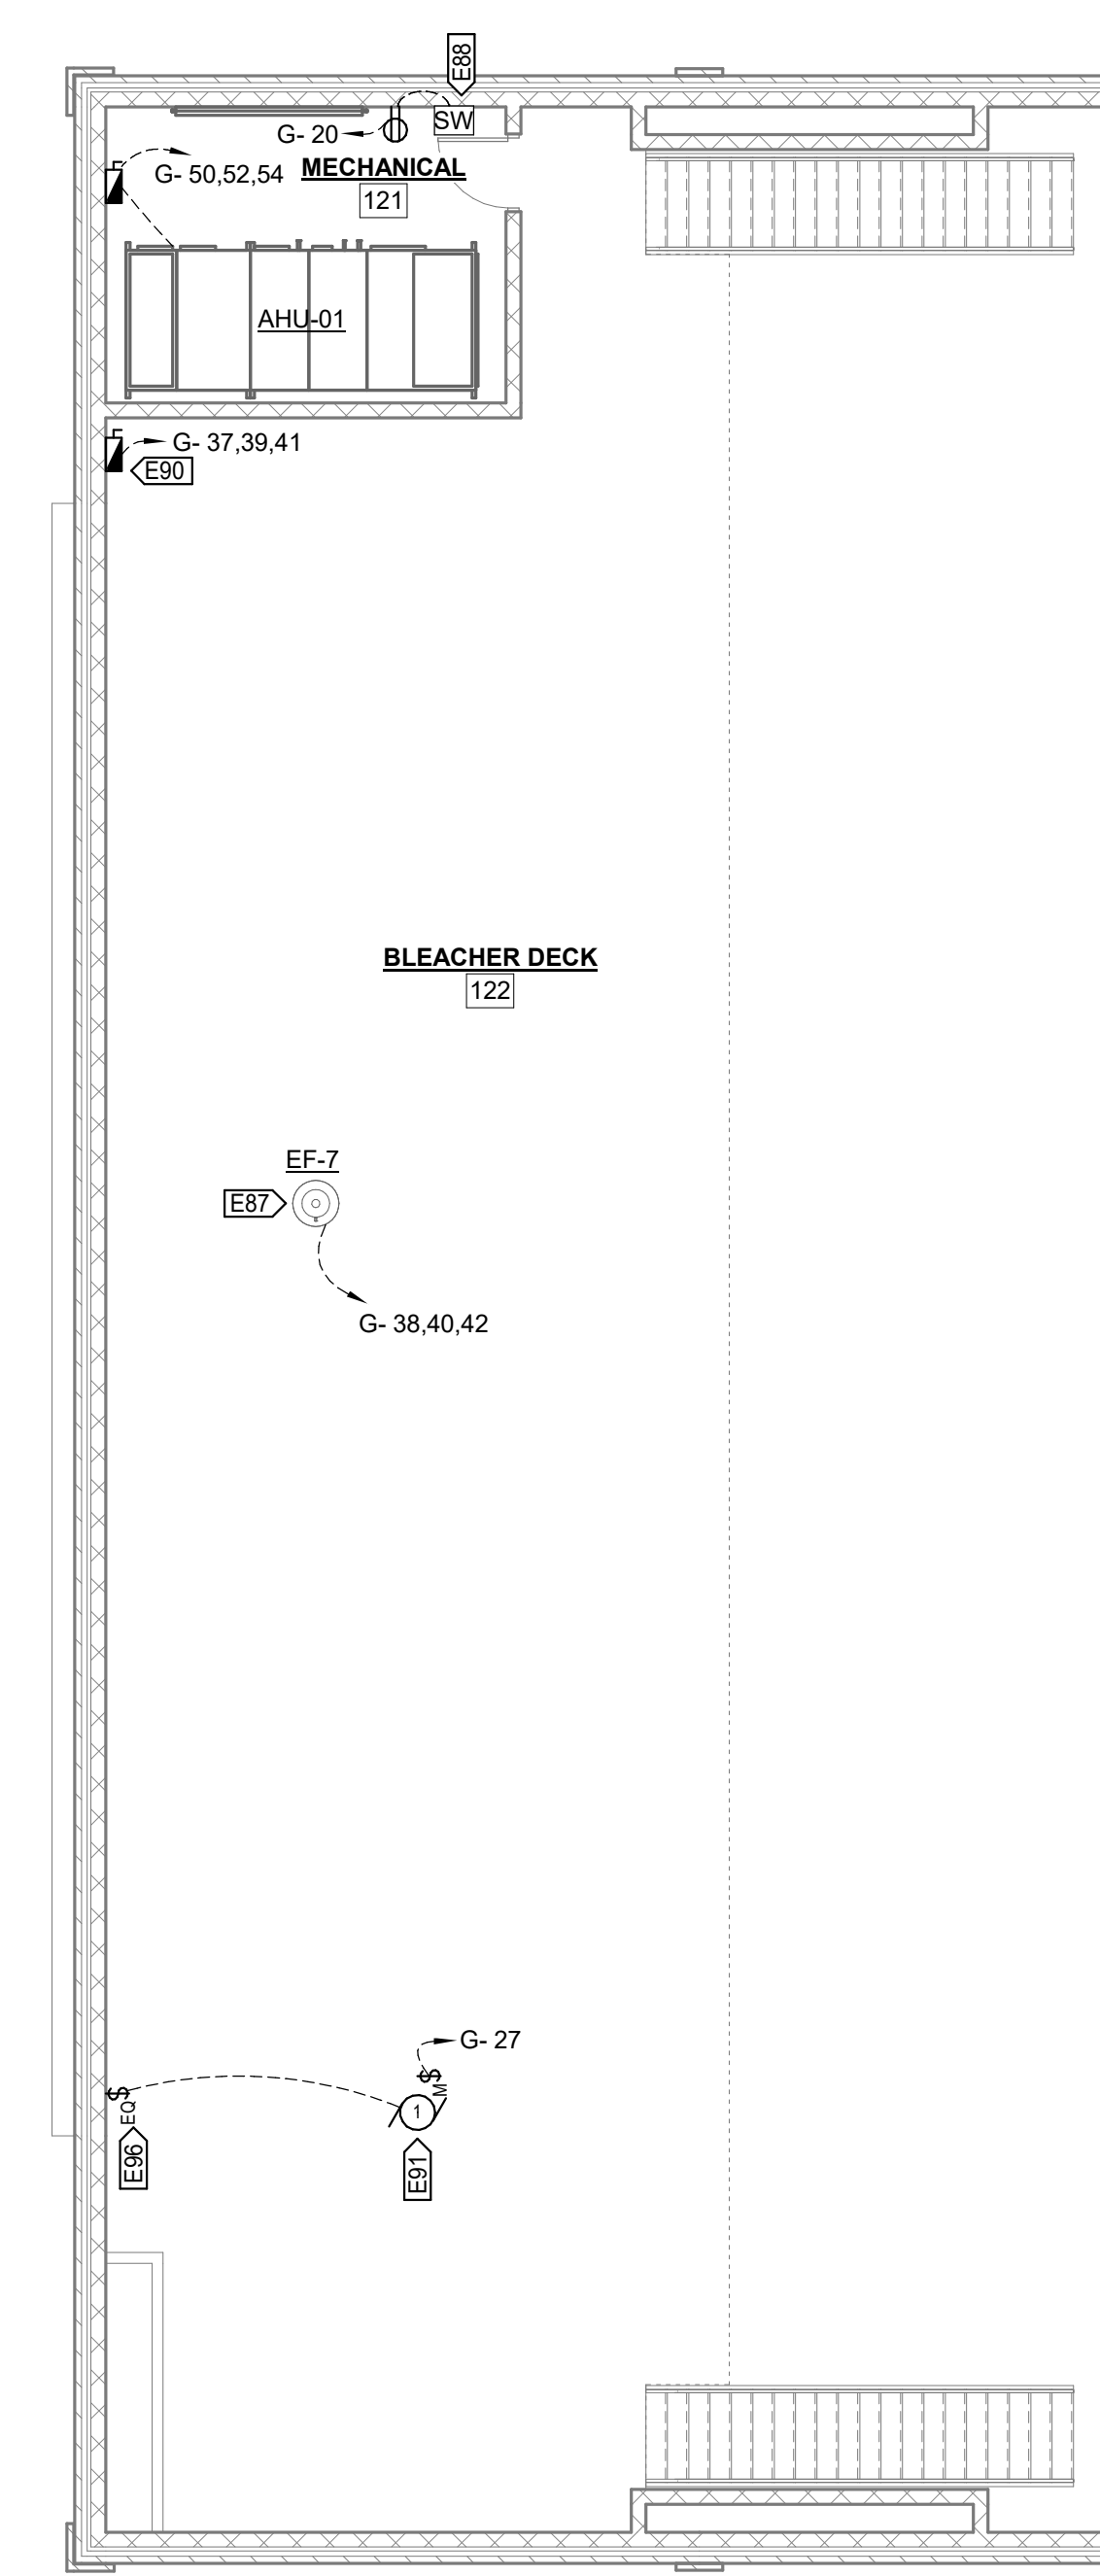 E88
SW
G- 20
MECHANICAL
G- 50,52,54
121
AHU-01
G- 37,39,41
E90
BLEACHER DECK
122
EF-7
E87
G- 38,40,42
G- 27
$
M
$
EQ
1
E96
E91